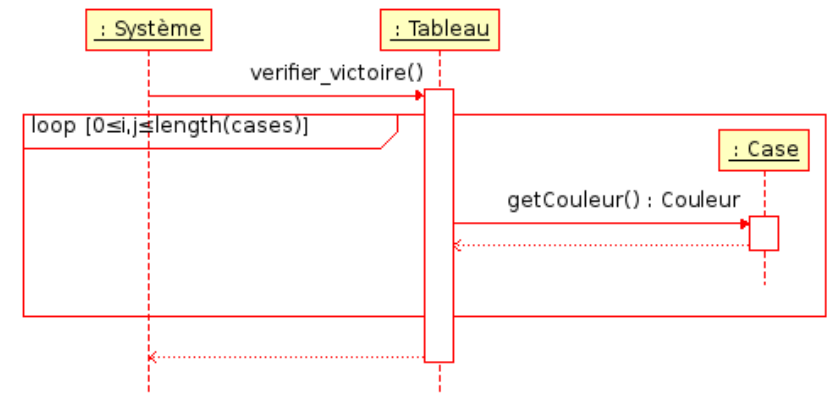 : Système
: Tableau
verifier_victoire()
loop [0≤i,j≤length(cases)]
: Case
getCouleur() : Couleur